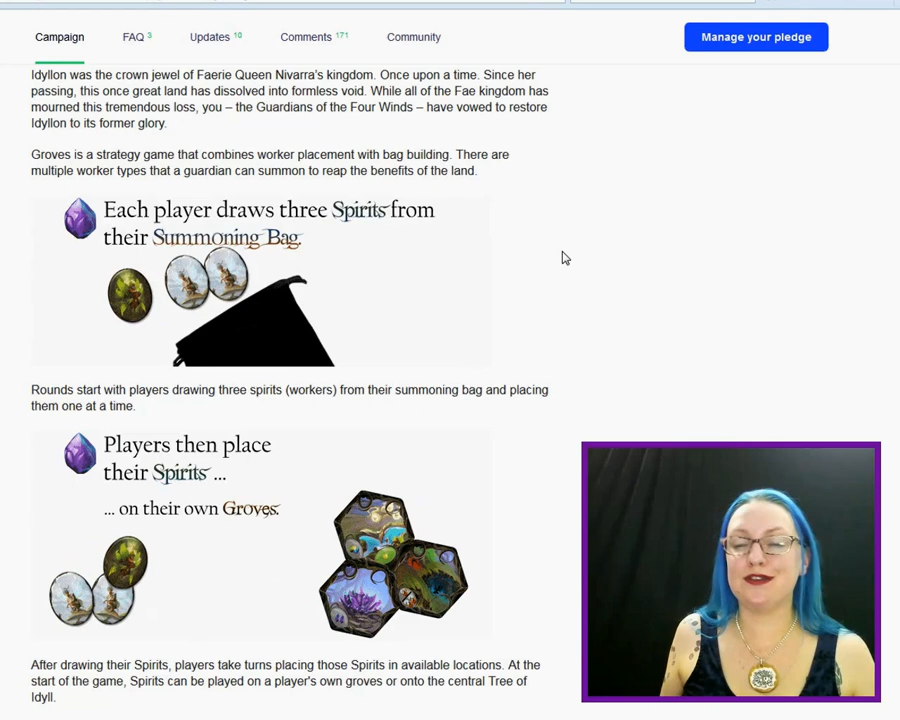 Campaign FAQ 3 Updates 10 Comments 171 Community Manage your pledge
Idyllon was the crown jewel of Faerie Queen Nivarra's kingdom. Once upon a time. Since her
passing, this once great land has dissolved into formless void. While all of the Fae kingdom has
mourned this tremendous loss, you – the Guardians of the Four Winds – have vowed to restore
Idyllon to its former glory.
Groves is a strategy game that combines worker placement with bag building. There are
multiple worker types that a guardian can summon to reap the benefits of the land.
Each player draws three Spirits from
their Summoning Bag.
Rounds start with players drawing three spirits (workers) from their summoning bag and placing
them one at a time.
Players then place
their Spirits ...
... on their own Groves.
After drawing their Spirits, players take turns placing those Spirits in available locations. At the
start of the game, Spirits can be played on a player's own groves or onto the central Tree of
Idyll.